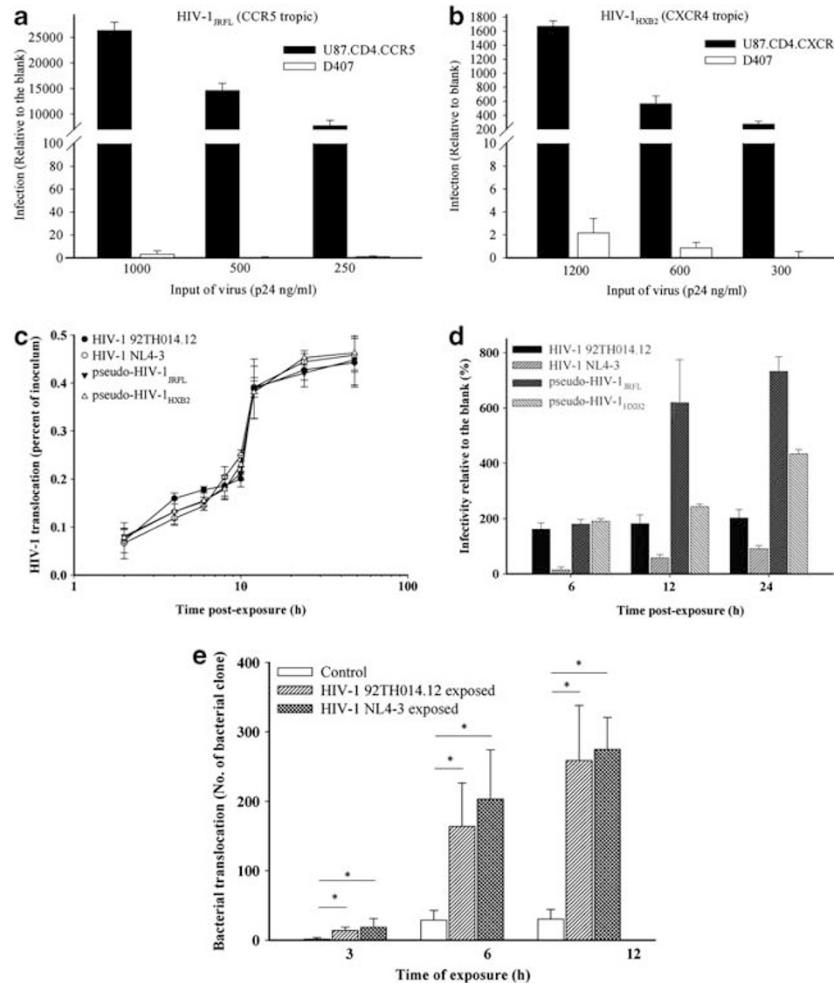 a
HIV-1JRFL (CCR5 tropic)
U87.CD4.CCR5
D407
Infection (Relative to the blank)
25000
20000
15000
10000
100
80
60
40
20
0
1000 500 250
Input of virus (p24 ng/ml)
b
HIV-1HXB2 (CXCR4 tropic)
U87.CD4.CXCR
D407
Infection (Relative to blank)
1800
1600
1400
1200
1000
800
600
400
200
10
8
6
4
2
0
1200 600 300
Input of virus (p24 ng/ml)
c
HIV-1 92TH014.12
HIV-1 NL4-3
pseudo-HIV-1JRFL
pseudo-HIV-1HXB2
HIV-1 translocation (percent of inoculum)
0.5
0.4
0.3
0.2
0.1
0.0
1 10 100
Time post-exposure (h)
d
HIV-1 92TH014.12
HIV-1 NL4-3
pseudo-HIV-1JRFL
pseudo-HIV-1HXB2
Infectivity relative to the blank (%)
800
600
400
200
0
6 12 24
Time post-exposure (h)
e
Control
HIV-1 92TH014.12 exposed
HIV-1 NL4-3 exposed
Bacterial translocation (No. of bacterial clone)
400
300
200
100
0
* * * * * *
3 6 12
Time of exposure (h)